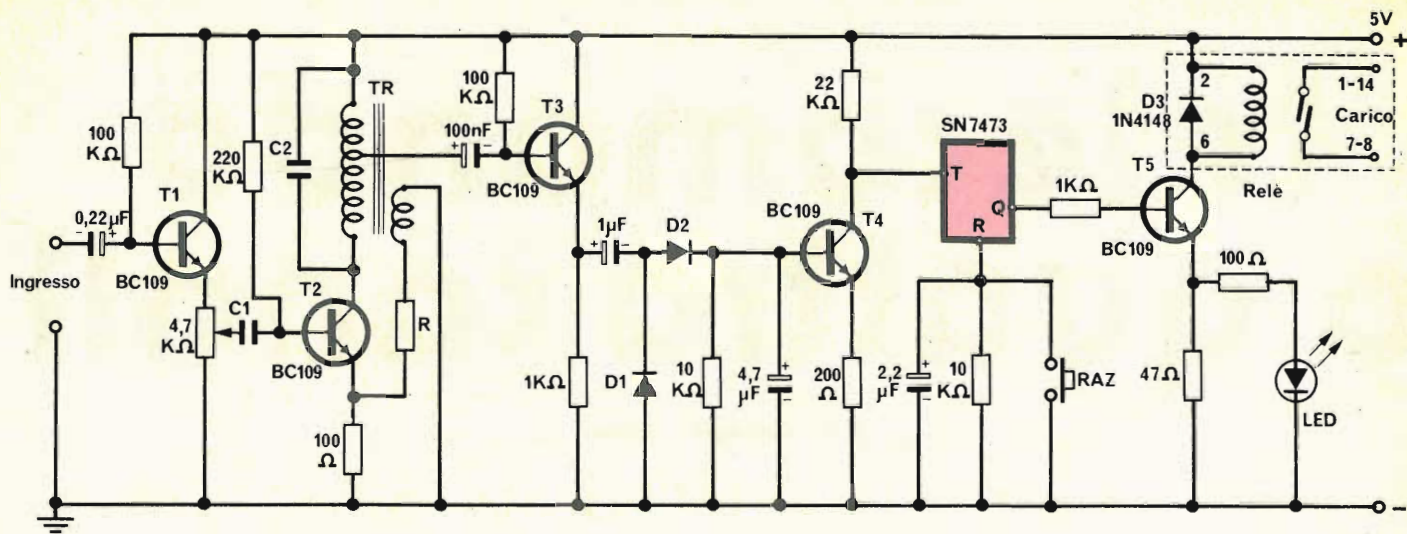 5V
+
100
KΩ
0,22µF
- +
T1
BC109
Ingresso
4,7
KΩ
220
KΩ
C1
C2
TR
T2
BC109
R
100
Ω
100
KΩ
100nF
+ -
T3
BC109
1µF
+ -
1KΩ
D1
D2
10
KΩ
4,7
µF
+
-
22
KΩ
BC109
T4
200
Ω
SN7473
T
Q
R
2,2
µF
+
-
10
KΩ
RAZ
1KΩ
T5
BC109
D3
1N4148
2
6
1-14
Carico
7-8
Relè
100Ω
47Ω
LED
-